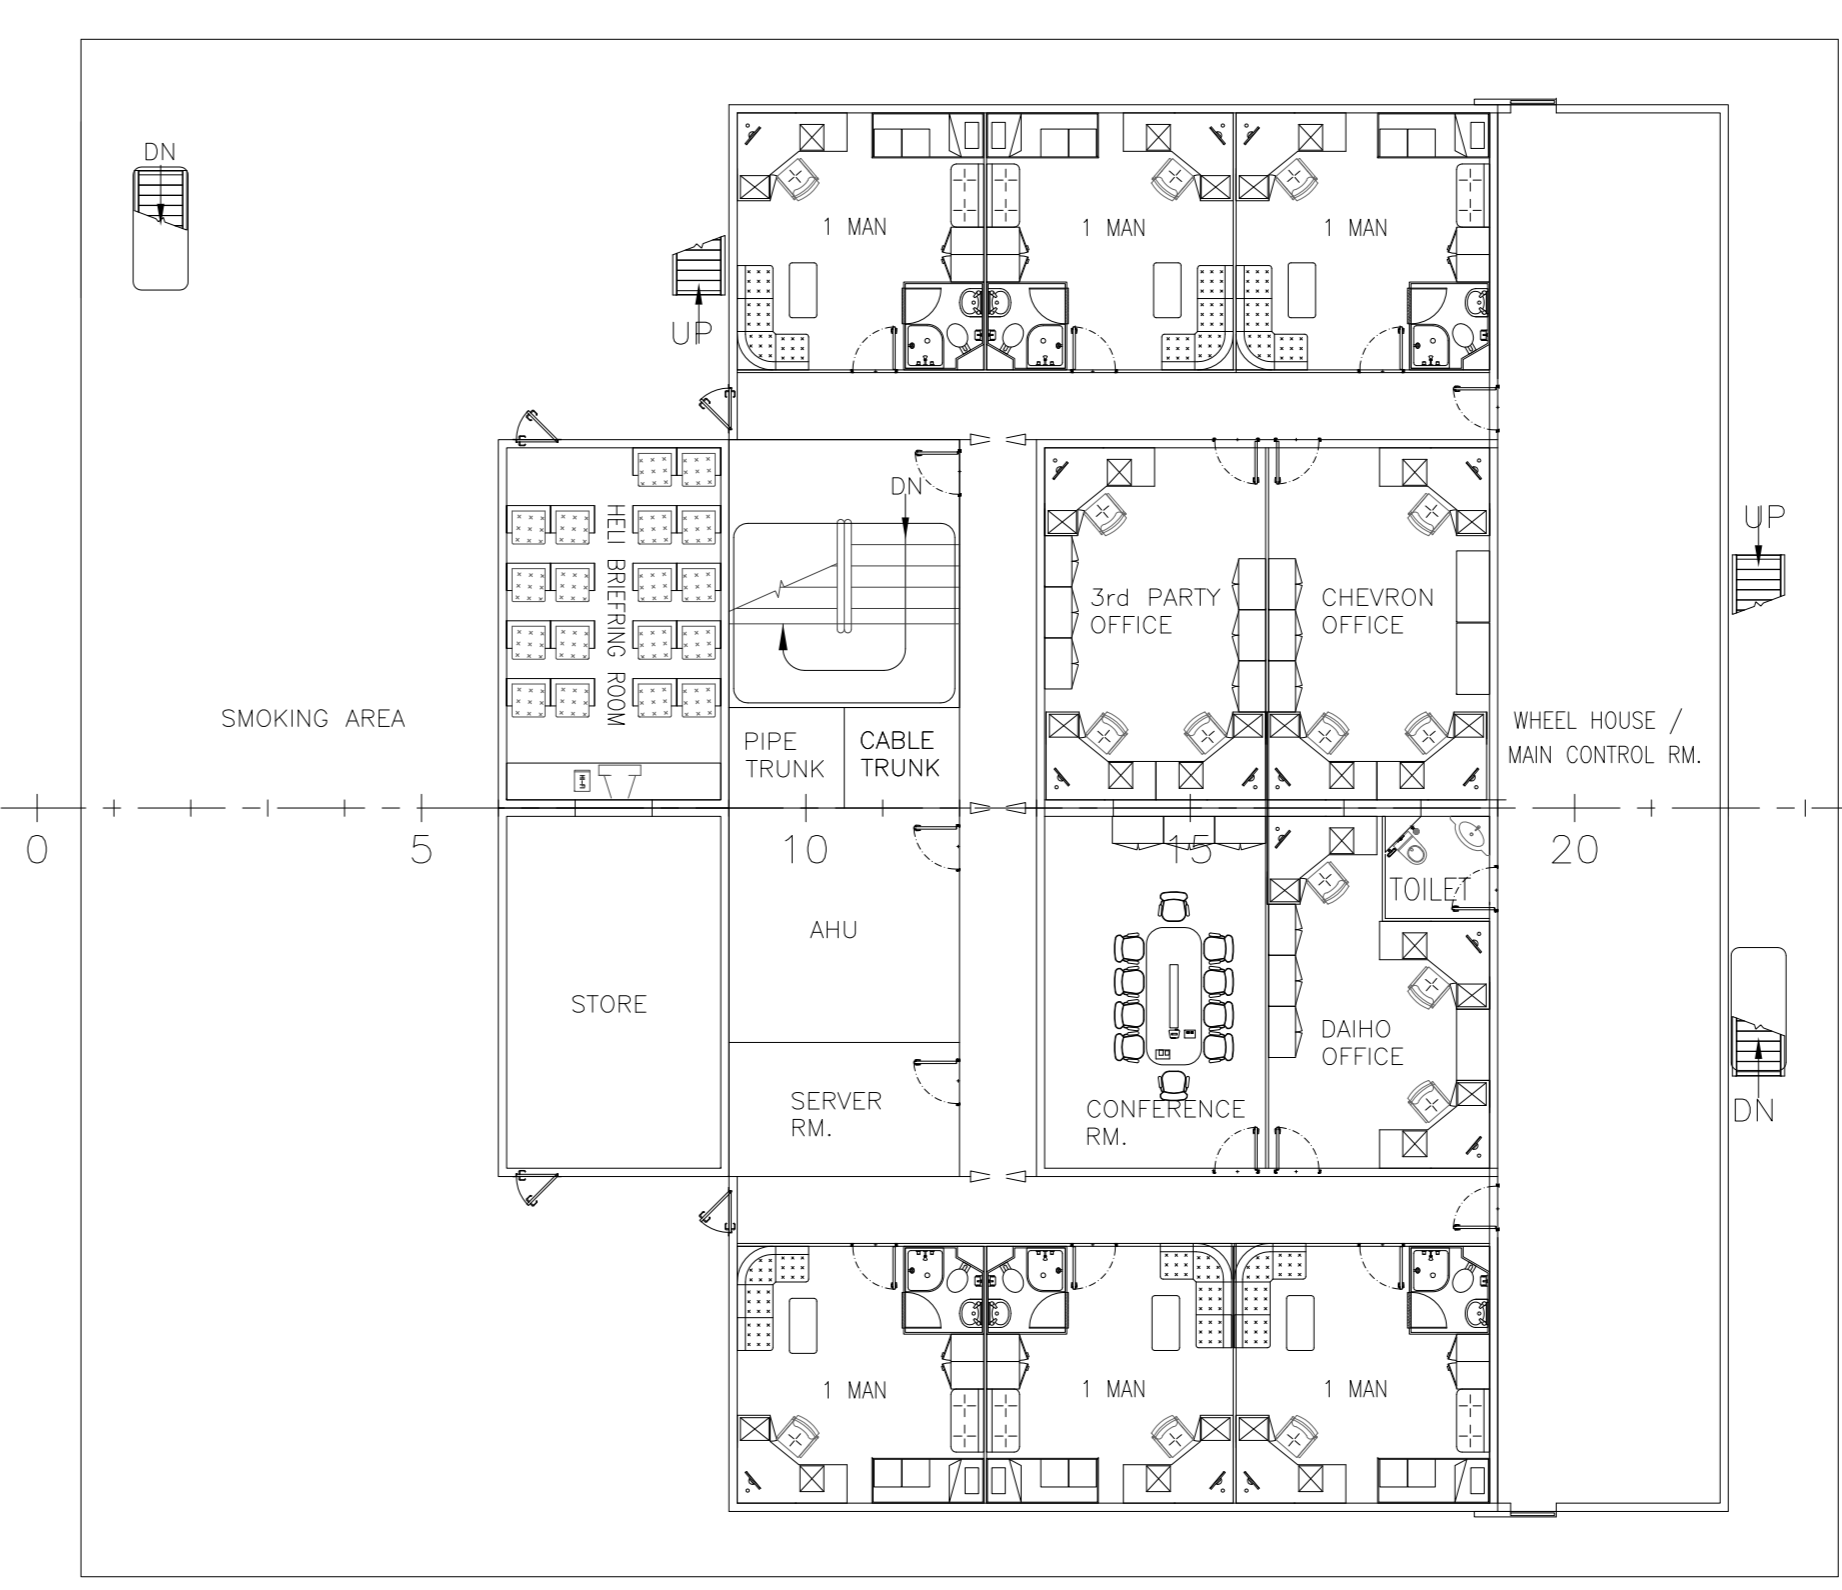 DN
1 MAN
1 MAN
1 MAN
UP
DN
HELI BRIEFRING ROOM
3rd PARTY
OFFICE
CHEVRON
OFFICE
UP
SMOKING AREA
PIPE
TRUNK
CABLE
TRUNK
WHEEL HOUSE /
MAIN CONTROL RM.
0
5
10
15
20
TOILET
AHU
STORE
DAIHO
OFFICE
SERVER
RM.
CONFERENCE
RM.
DN
1 MAN
1 MAN
1 MAN